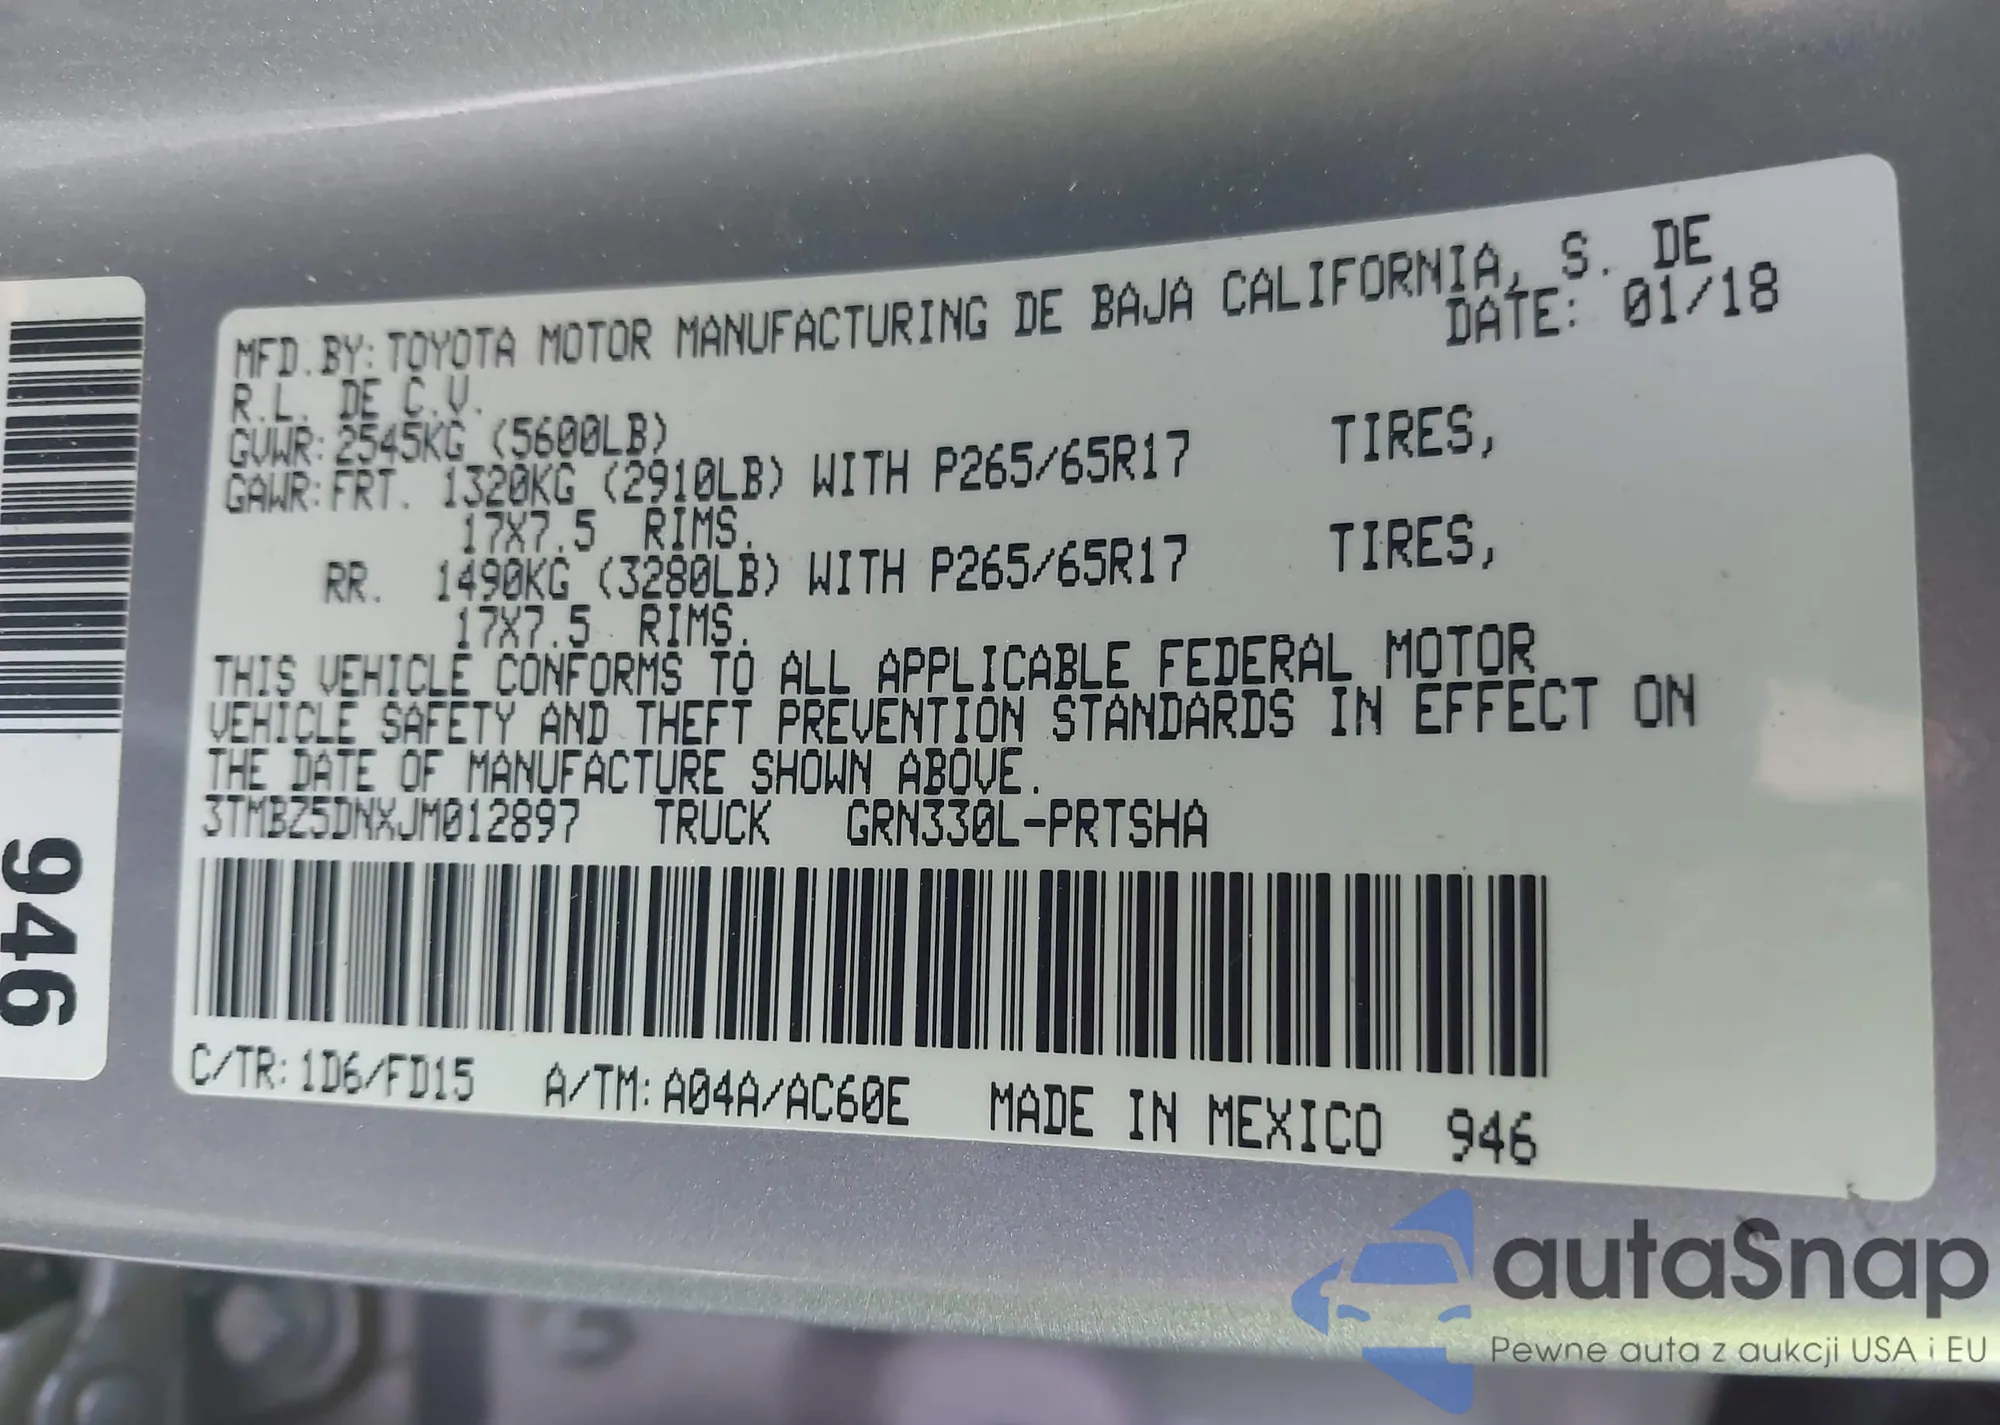 MFD.BY:TOYOTA MOTOR MANUFACTURING DE BAJA CALIFORNIA, S. DE
R.L. DE C.V. DATE: 01/18
GVWR:2545KG (5600LB)
GAWR:FRT. 1320KG (2910LB) WITH P265/65R17 TIRES,
17X7.5 RIMS.
RR. 1490KG (3280LB) WITH P265/65R17 TIRES,
17X7.5 RIMS.
THIS VEHICLE CONFORMS TO ALL APPLICABLE FEDERAL MOTOR
VEHICLE SAFETY AND THEFT PREVENTION STANDARDS IN EFFECT ON
THE DATE OF MANUFACTURE SHOWN ABOVE.
3TMBZ5DNXJM012897 TRUCK GRN330L-PRTSHA
C/TR:1D6/FD15 A/TM:A04A/AC60E MADE IN MEXICO 946
946
autaSnap
Pewne auta z aukcji USA i EU